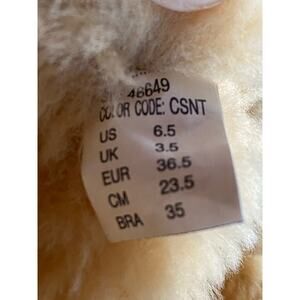 46649
COLOR CODE: CSNT
US 6.5
UK 3.5
EUR 36.5
CM 23.5
BRA 35